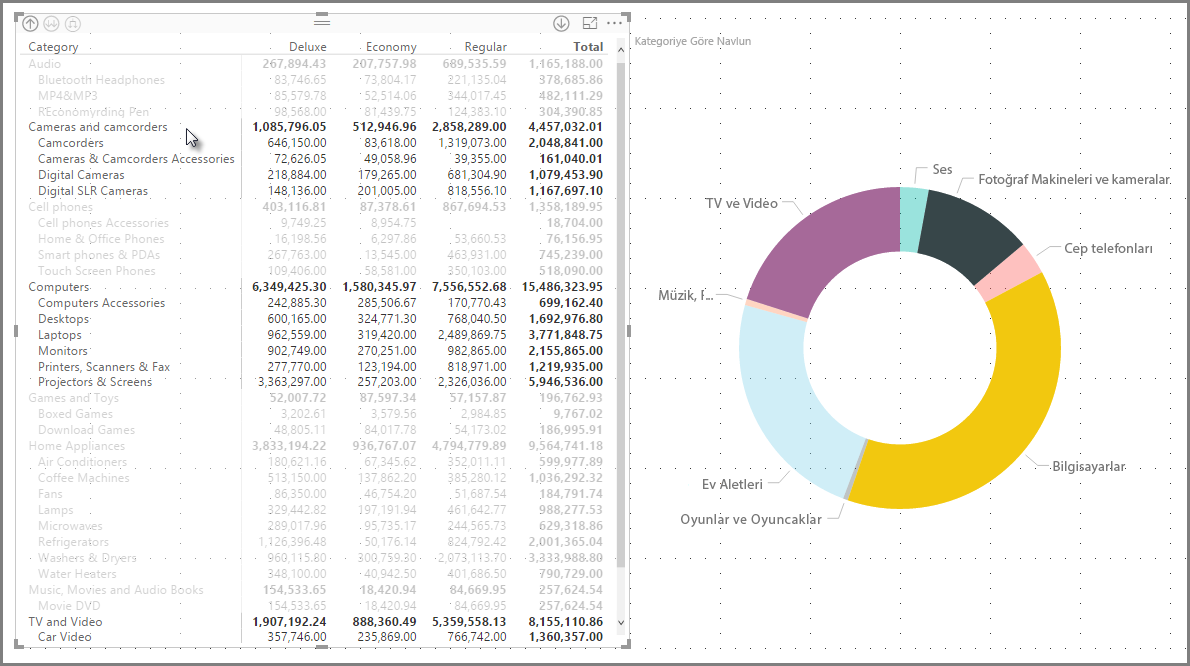 Category Deluxe Economy Regular Total
Audio 267,894.43 207,757.98 689,535.59 1,165,188.00
Bluetooth Headphones 83,746.65 73,804.17 221,135.04 378,685.86
MP4&MP3 85,579.78 52,514.06 344,017.45 482,111.29
98,568.00 81,439.75 124,383.10 304,390.85
Cameras and camcorders 1,085,796.05 512,946.96 2,858,289.00 4,457,032.01
Camcorders 646,150.00 83,618.00 1,319,073.00 2,048,841.00
Cameras & Camcorders Accessories 72,626.05 49,058.96 39,355.00 161,040.01
Digital Cameras 218,884.00 179,265.00 681,304.90 1,079,453.90
Digital SLR Cameras 148,136.00 201,005.00 818,556.10 1,167,697.10
Cell phones 403,116.81 87,378.61 867,694.53 1,358,189.95
Cell phones Accessories 9,749.25 8,954.75 18,704.00
Home & Office Phones 16,198.56 6,297.86 53,660.53 76,156.95
Smart phones & PDAs 267,763.00 13,545.00 463,931.00 745,239.00
Touch Screen Phones 109,406.00 58,581.00 350,103.00 518,090.00
Computers 6,349,425.30 1,580,345.97 7,556,552.68 15,486,323.95
Computers Accessories 242,885.30 285,506.67 170,770.43 699,162.40
Desktops 600,165.00 324,771.30 768,040.50 1,692,976.80
Laptops 962,559.00 319,420.00 2,489,869.75 3,771,848.75
Monitors 902,749.00 270,251.00 982,865.00 2,155,865.00
Printers, Scanners & Fax 277,770.00 123,194.00 818,971.00 1,219,935.00
Projectors & Screens 3,363,297.00 257,203.00 2,326,036.00 5,946,536.00
Games and Toys 52,007.72 87,597.34 57,157.87 196,762.93
Boxed Games 3,202.61 3,579.56 2,984.85 9,767.02
Download Games 48,805.11 84,017.78 54,173.02 186,995.91
Home Appliances 3,833,194.22 936,767.07 4,794,779.89 9,564,741.18
Air Conditioners 180,621.16 67,345.62 352,011.11 599,977.89
Coffee Machines 513,150.00 137,862.20 385,280.12 1,036,292.32
Fans 86,350.00 46,754.20 51,687.54 184,791.74
Lamps 329,442.82 197,191.94 461,642.77 988,277.53
Microwaves 289,017.96 95,735.17 244,565.73 629,318.86
Refrigerators 1,126,396.48 50,176.14 824,792.42 2,001,365.04
Washers & Dryers 960,115.80 300,759.30 2,073,113.70 3,333,988.80
Water Heaters 348,100.00 40,942.50 401,686.50 790,729.00
Music, Movies and Audio Books 154,533.65 18,420.94 84,669.95 257,624.54
Movie DVD 154,533.65 18,420.94 84,669.95 257,624.54
TV and Video 1,907,192.24 888,360.49 5,359,558.13 8,155,110.86
Car Video 357,746.00 235,869.00 766,742.00 1,360,357.00
Kategoriye Göre Navlun
Ses
Fotoğraf Makineleri ve kameralar
TV ve Video
Cep telefonları
Müzik, F...
Bilgisayarlar
Ev Aletleri
Oyunlar ve Oyuncaklar